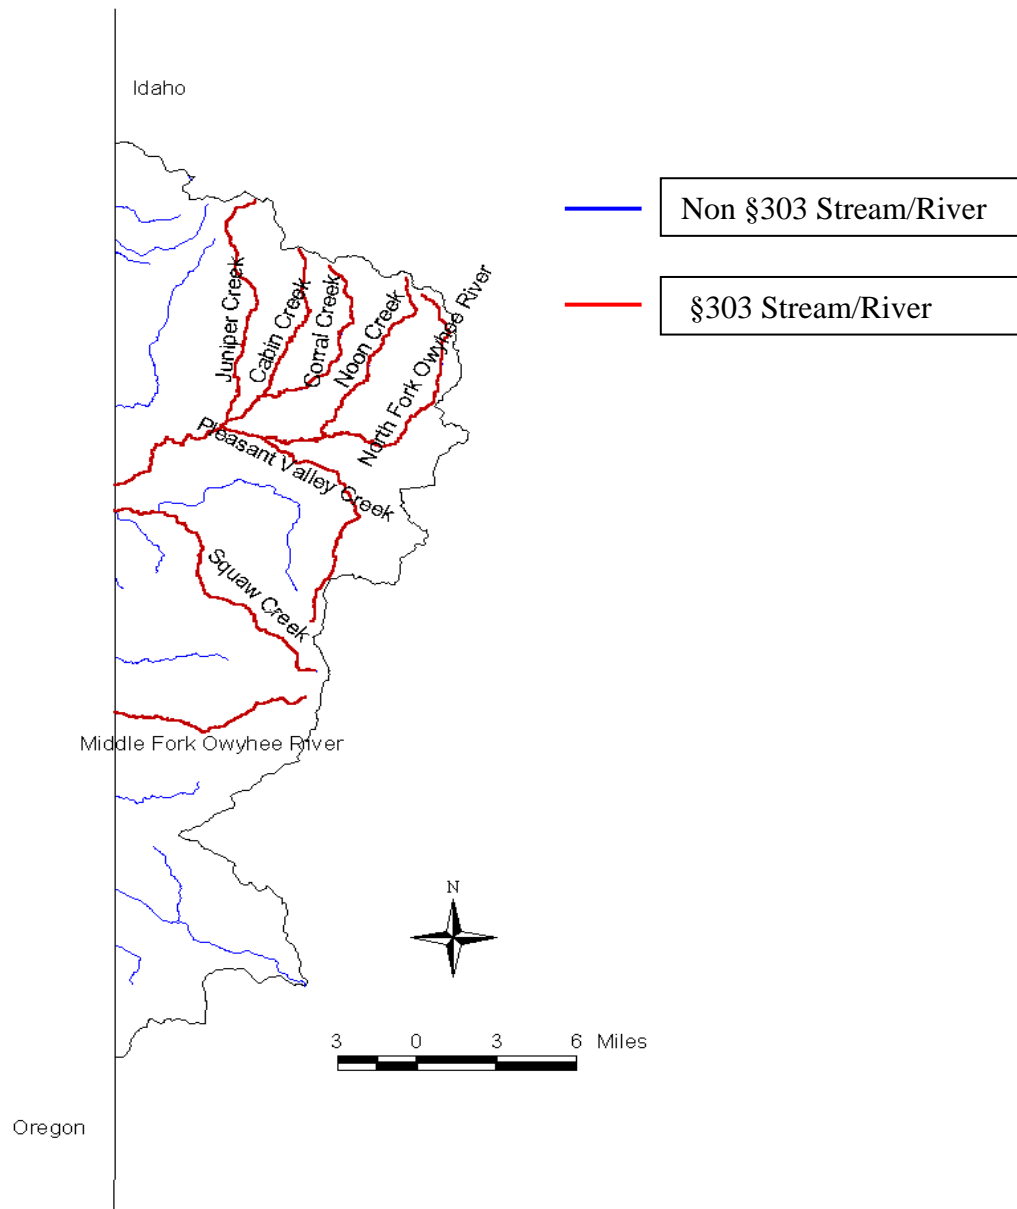 Idaho
Non §303 Stream/River
§303 Stream/River
Juniper Creek
Cabin Creek
Corral Creek
Noon Creek
North Fork Owyhee River
Pleasant Valley Creek
Squaw Creek
Middle Fork Owyhee River
N
3 0 3 6 Miles
Oregon